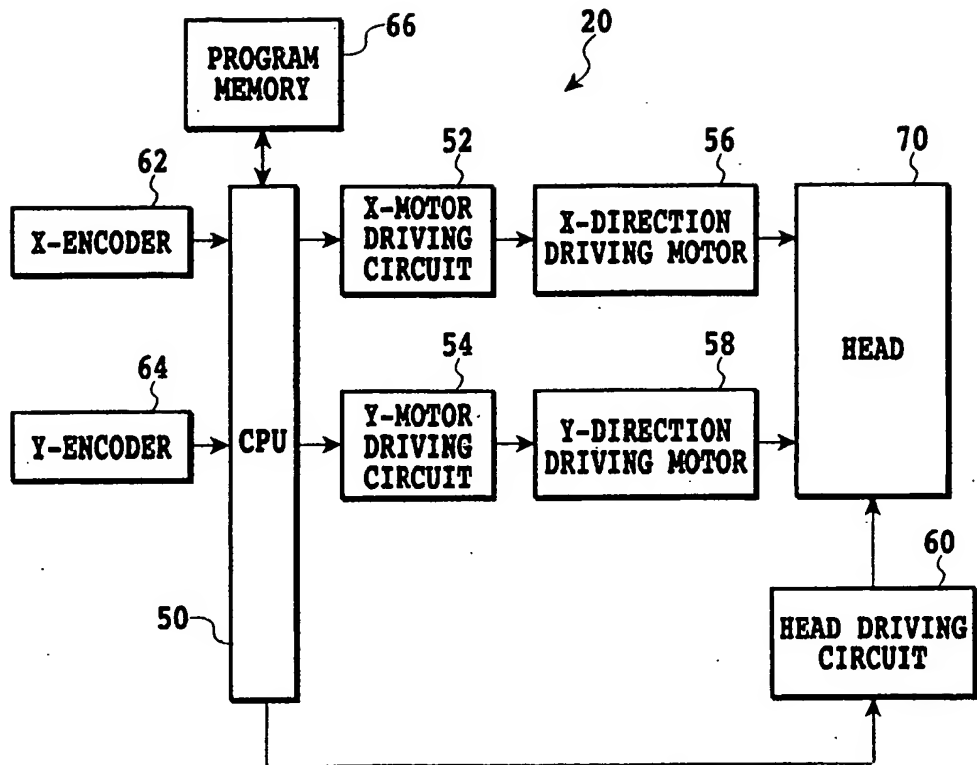 66
20
PROGRAM
MEMORY
62
52
56
70
X-ENCODER
X-MOTOR
DRIVING
CIRCUIT
X-DIRECTION
DRIVING MOTOR
HEAD
64
54
58
Y-ENCODER
CPU
Y-MOTOR
DRIVING
CIRCUIT
Y-DIRECTION
DRIVING MOTOR
60
50
HEAD DRIVING
CIRCUIT